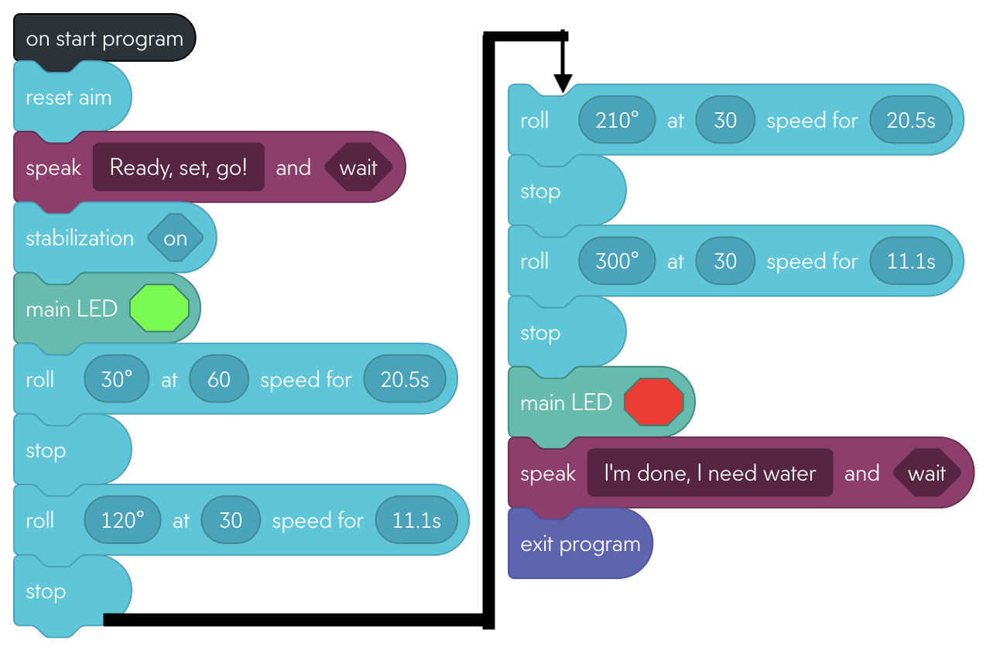 on start program
reset aim
speak Ready, set, go! and wait
stabilization on
main LED
roll 30° at 60 speed for 20.5s
stop
roll 120° at 30 speed for 11.1s
stop
roll 210° at 30 speed for 20.5s
stop
roll 300° at 30 speed for 11.1s
stop
main LED
speak I'm done, I need water and wait
exit program